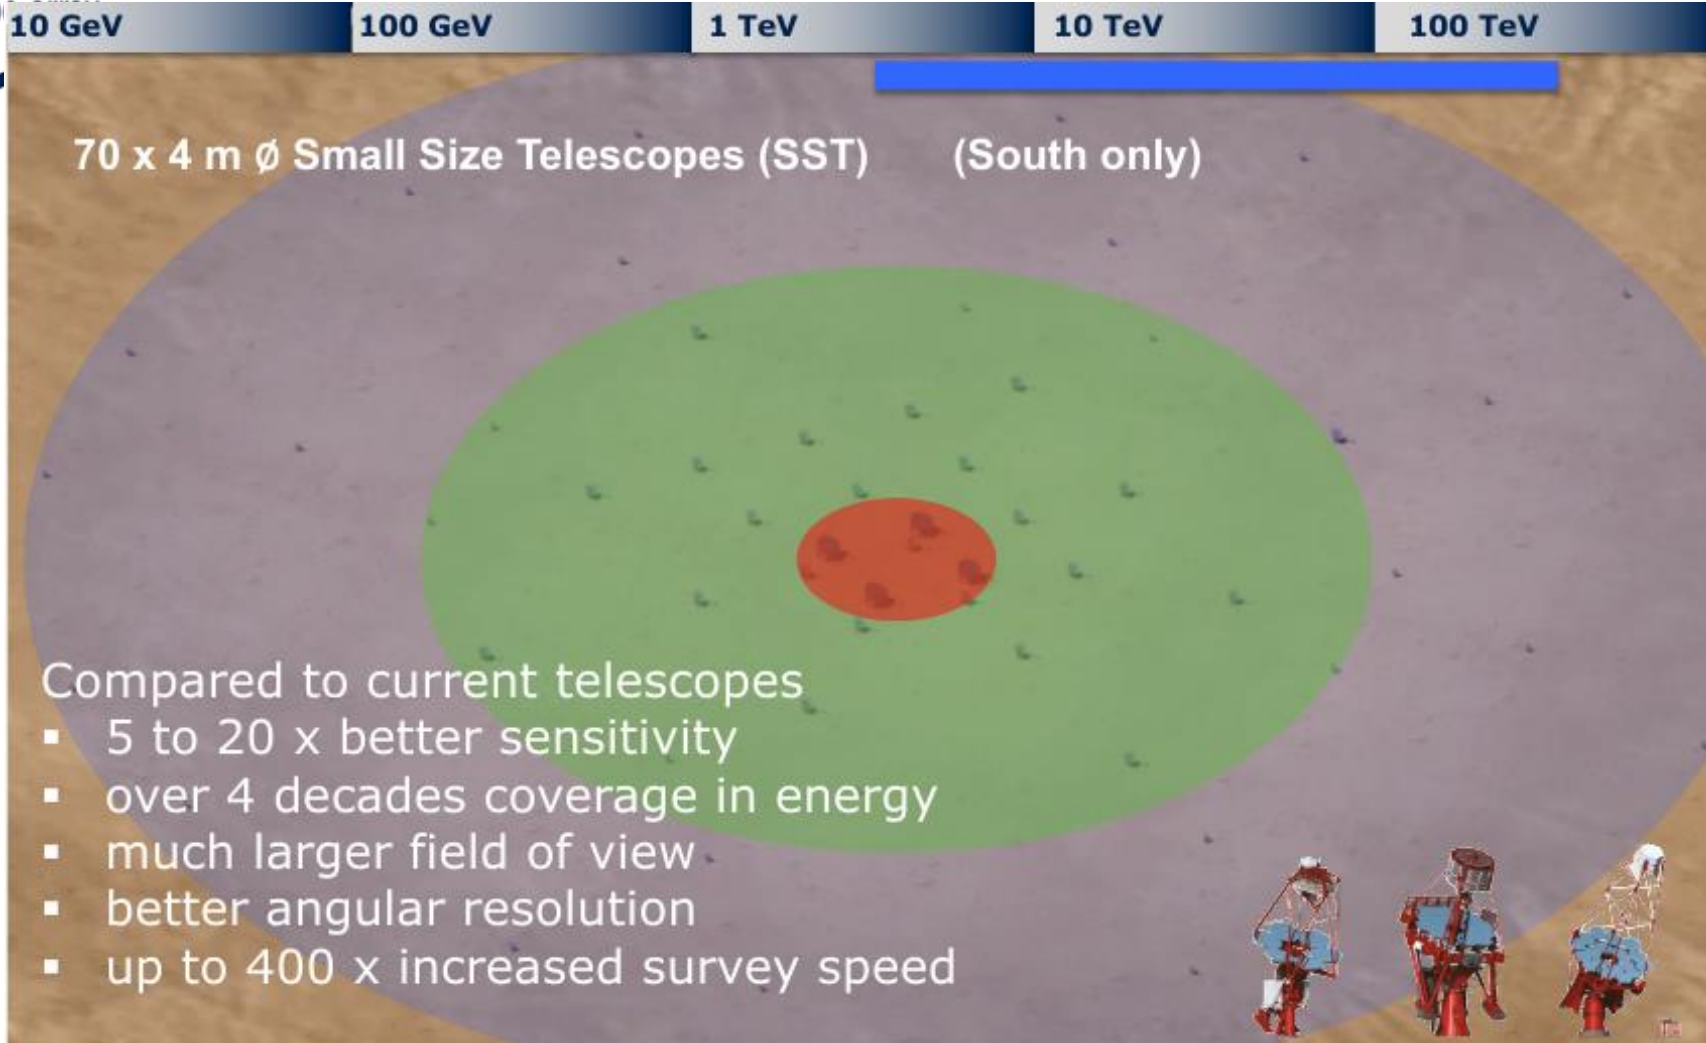 10 GeV 100 GeV 1 TeV 10 TeV 100 TeV
70 x 4 m ø Small Size Telescopes (SST) (South only)
Compared to current telescopes
▪ 5 to 20 x better sensitivity
▪ over 4 decades coverage in energy
▪ much larger field of view
▪ better angular resolution
▪ up to 400 x increased survey speed